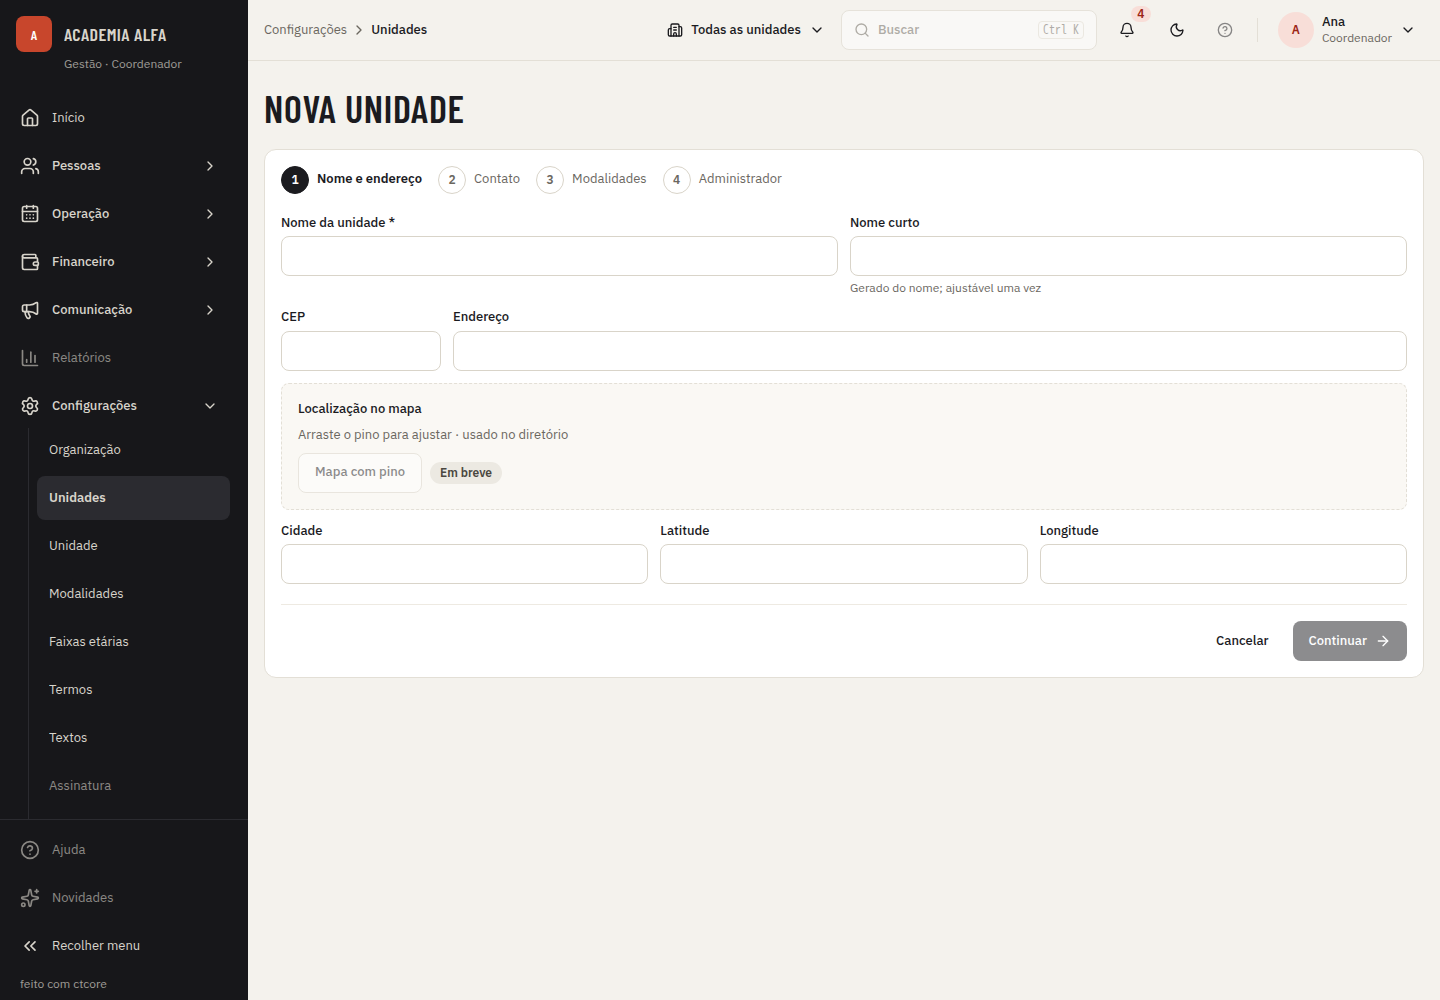 A
ACADEMIA ALFA
Gestão · Coordenador
Início
Pessoas
Operação
Financeiro
Comunicação
Relatórios
Configurações
Organização
Unidades
Unidade
Modalidades
Faixas etárias
Termos
Textos
Assinatura
Ajuda
Novidades
Recolher menu
feito com ctcore
Configurações > Unidades
Todas as unidades
Buscar
Ctrl K
4
A
Ana
Coordenador
NOVA UNIDADE
1 Nome e endereço 2 Contato 3 Modalidades 4 Administrador
Nome da unidade *
Nome curto
Gerado do nome; ajustável uma vez
CEP
Endereço
Localização no mapa
Arraste o pino para ajustar · usado no diretório
Mapa com pino
Em breve
Cidade
Latitude
Longitude
Cancelar
Continuar